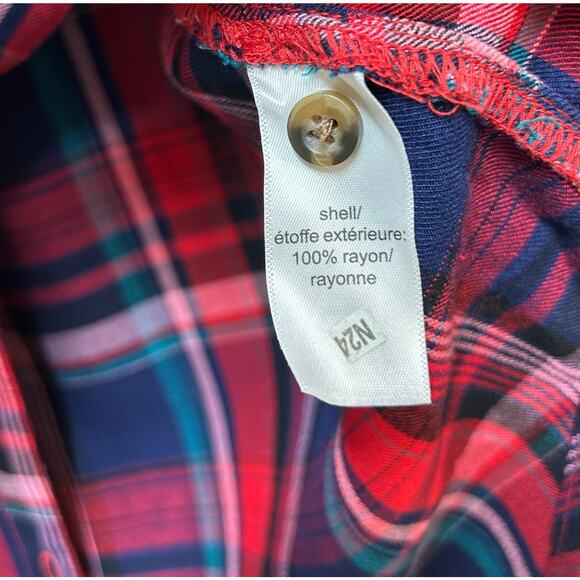 shell/
étoffe extérieure:
100% rayon/
rayonne
N24